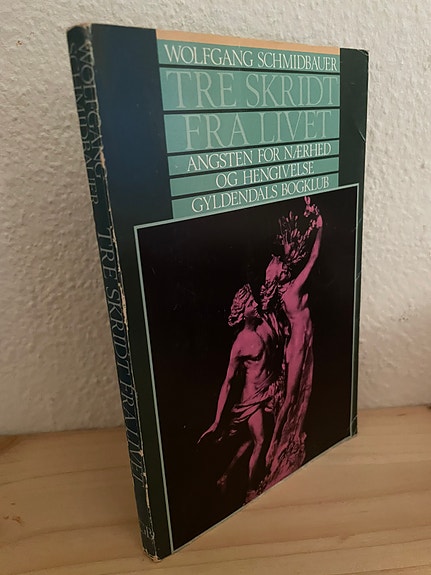 WOLFGANG SCHMIDBAUER
TRE SKRIDT
FRA LIVET
ANGSTEN FOR NÆRHED
OG HENGIVELSE
GYLDENDALS BOGKLUB
WOLFGANG
SCHMIDBAUER
TRE SKRIDT FRA LIVET